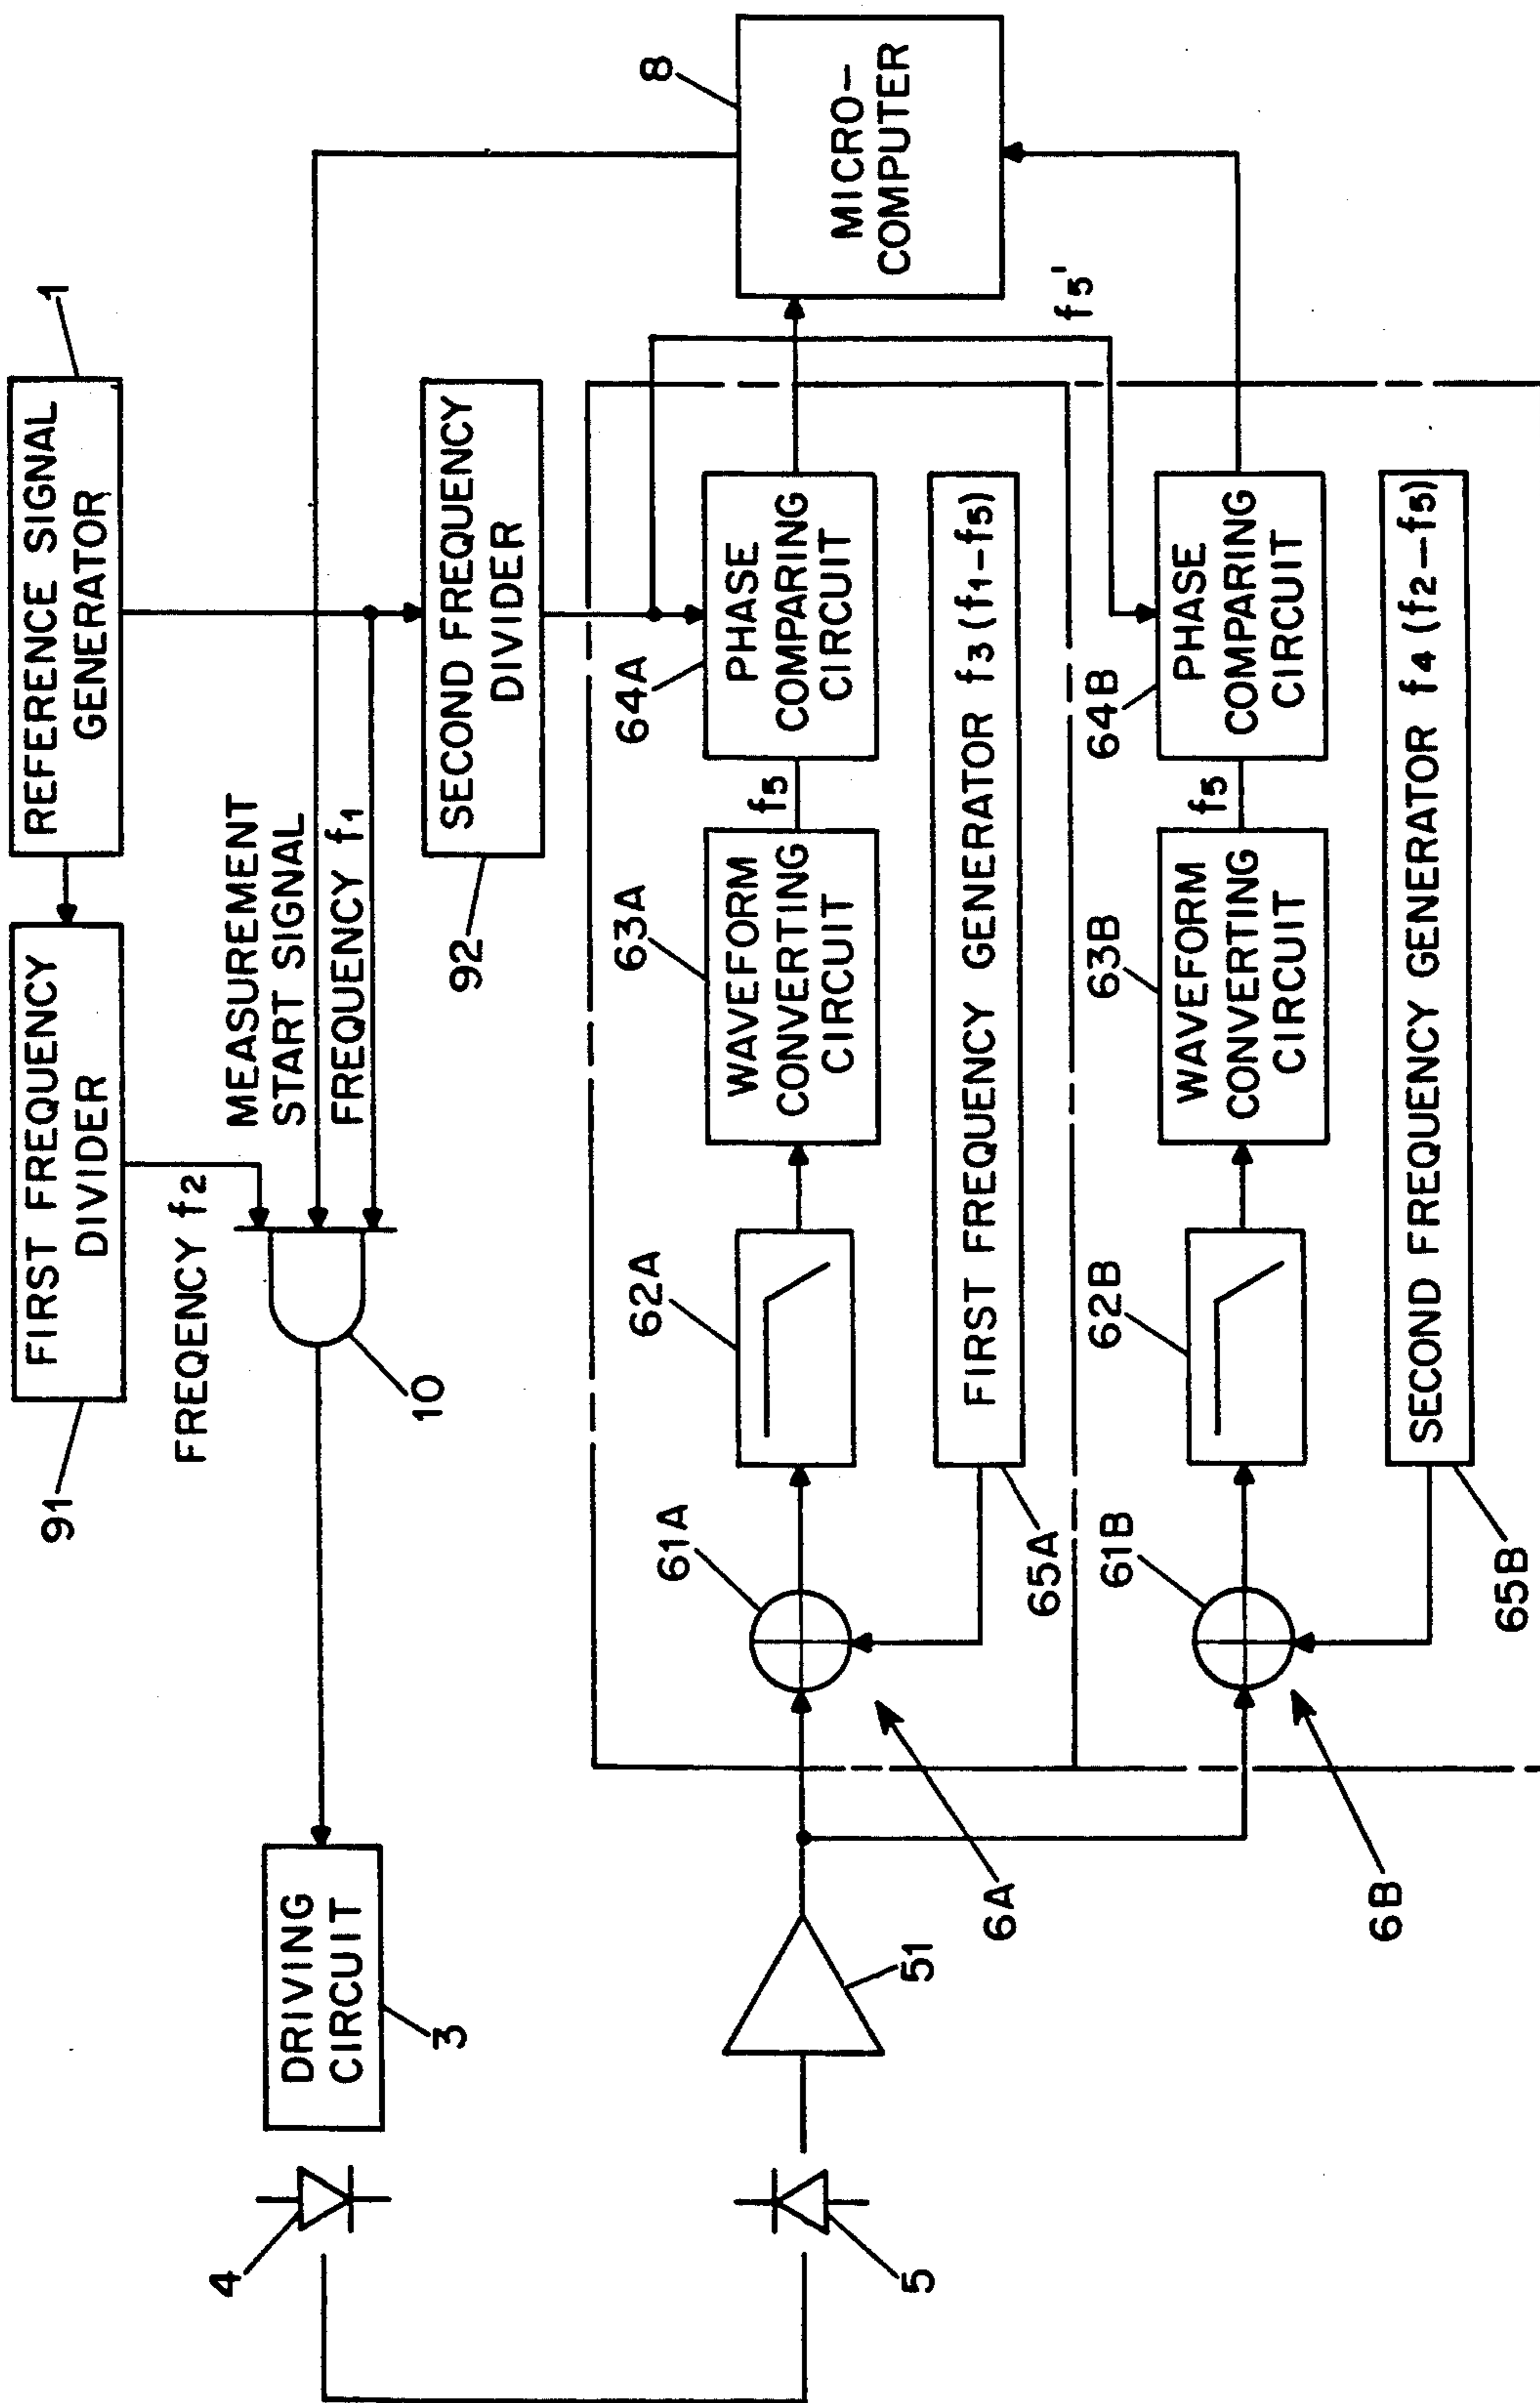 1
REFERENCE SIGNAL
GENERATOR
91
FIRST FREQUENCY
DIVIDER
FREQENCY f2
MEASUREMENT
START SIGNAL
FREQUENCY f1
10
DRIVING
CIRCUIT
3
4
SECOND FREQUENCY
DIVIDER
92
8
MICRO-
COMPUTER
f5'
5
51
6A
61A
62A
63A
WAVEFORM
CONVERTING
CIRCUIT
f5
64A
PHASE
COMPARING
CIRCUIT
65A
FIRST FREQUENCY GENERATOR f3 (f1-f5)
6B
61B
62B
63B
WAVEFORM
CONVERTING
CIRCUIT
f5
64B
PHASE
COMPARING
CIRCUIT
65B
SECOND FREQUENCY GENERATOR f4 (f2-f5)